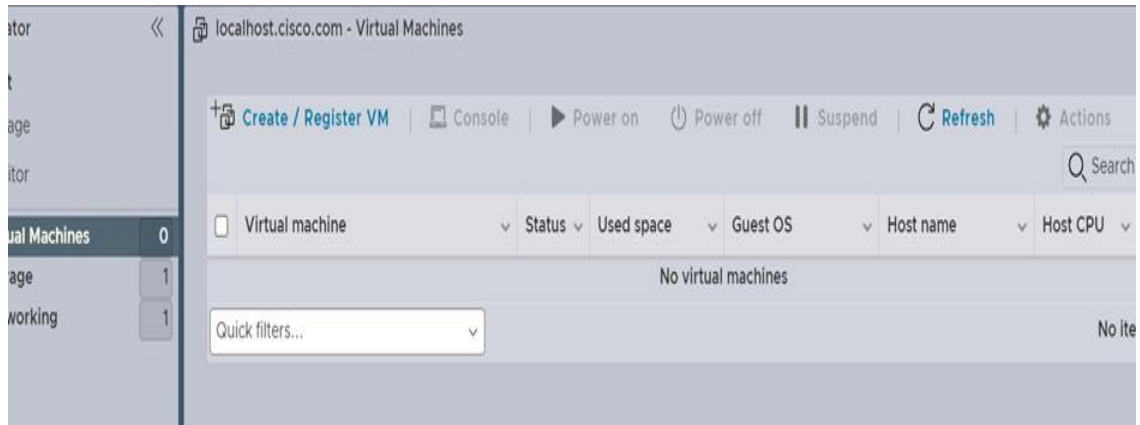 ator
localhost.cisco.com - Virtual Machines
t
age
itor
Create / Register VM | Console | Power on Power off Suspend | Refresh | Actions
Search
ual Machines 0
Virtual machine Status Used space Guest OS Host name Host CPU
age 1
No virtual machines
working 1
Quick filters...
No ite